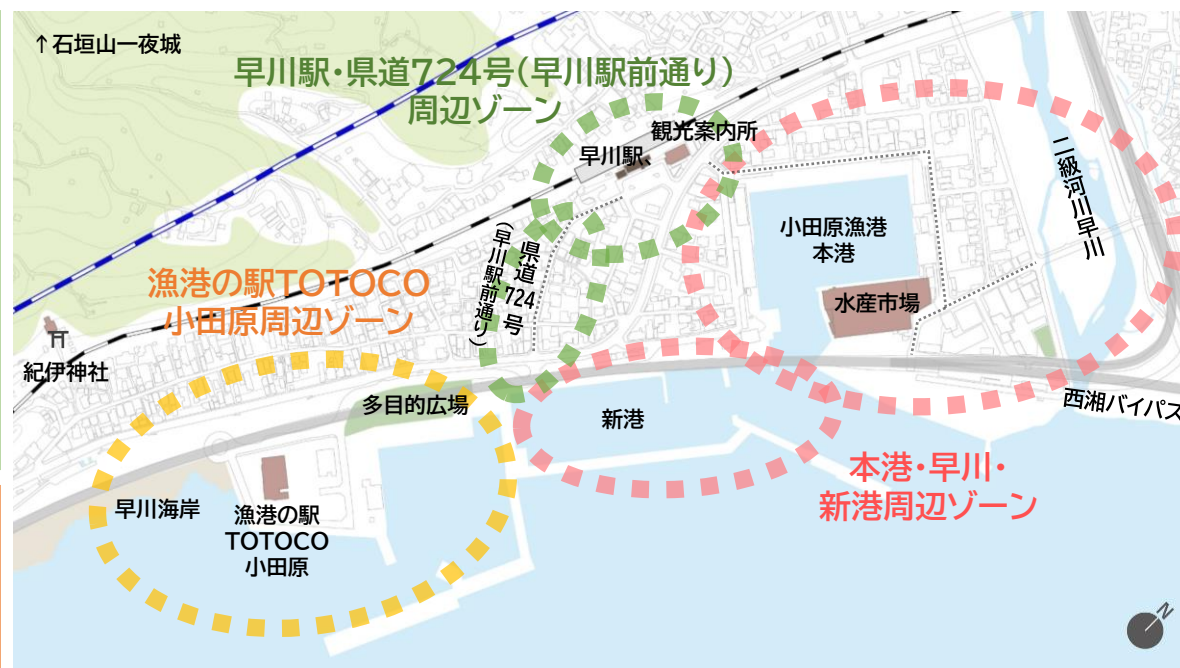 ↑石垣山一夜城
早川駅・県道724号(早川駅前通り)
周辺ゾーン
観光案内所
早川駅、
二級河川早川
小田原漁港
本港
水産市場
県道724号
(早川駅前通り)
漁港の駅TOTOCO
小田原周辺ゾーン
紀伊神社
多目的広場
新港
西湘バイパス
本港・早川・
新港周辺ゾーン
早川海岸
漁港の駅
TOTOCO
小田原
N